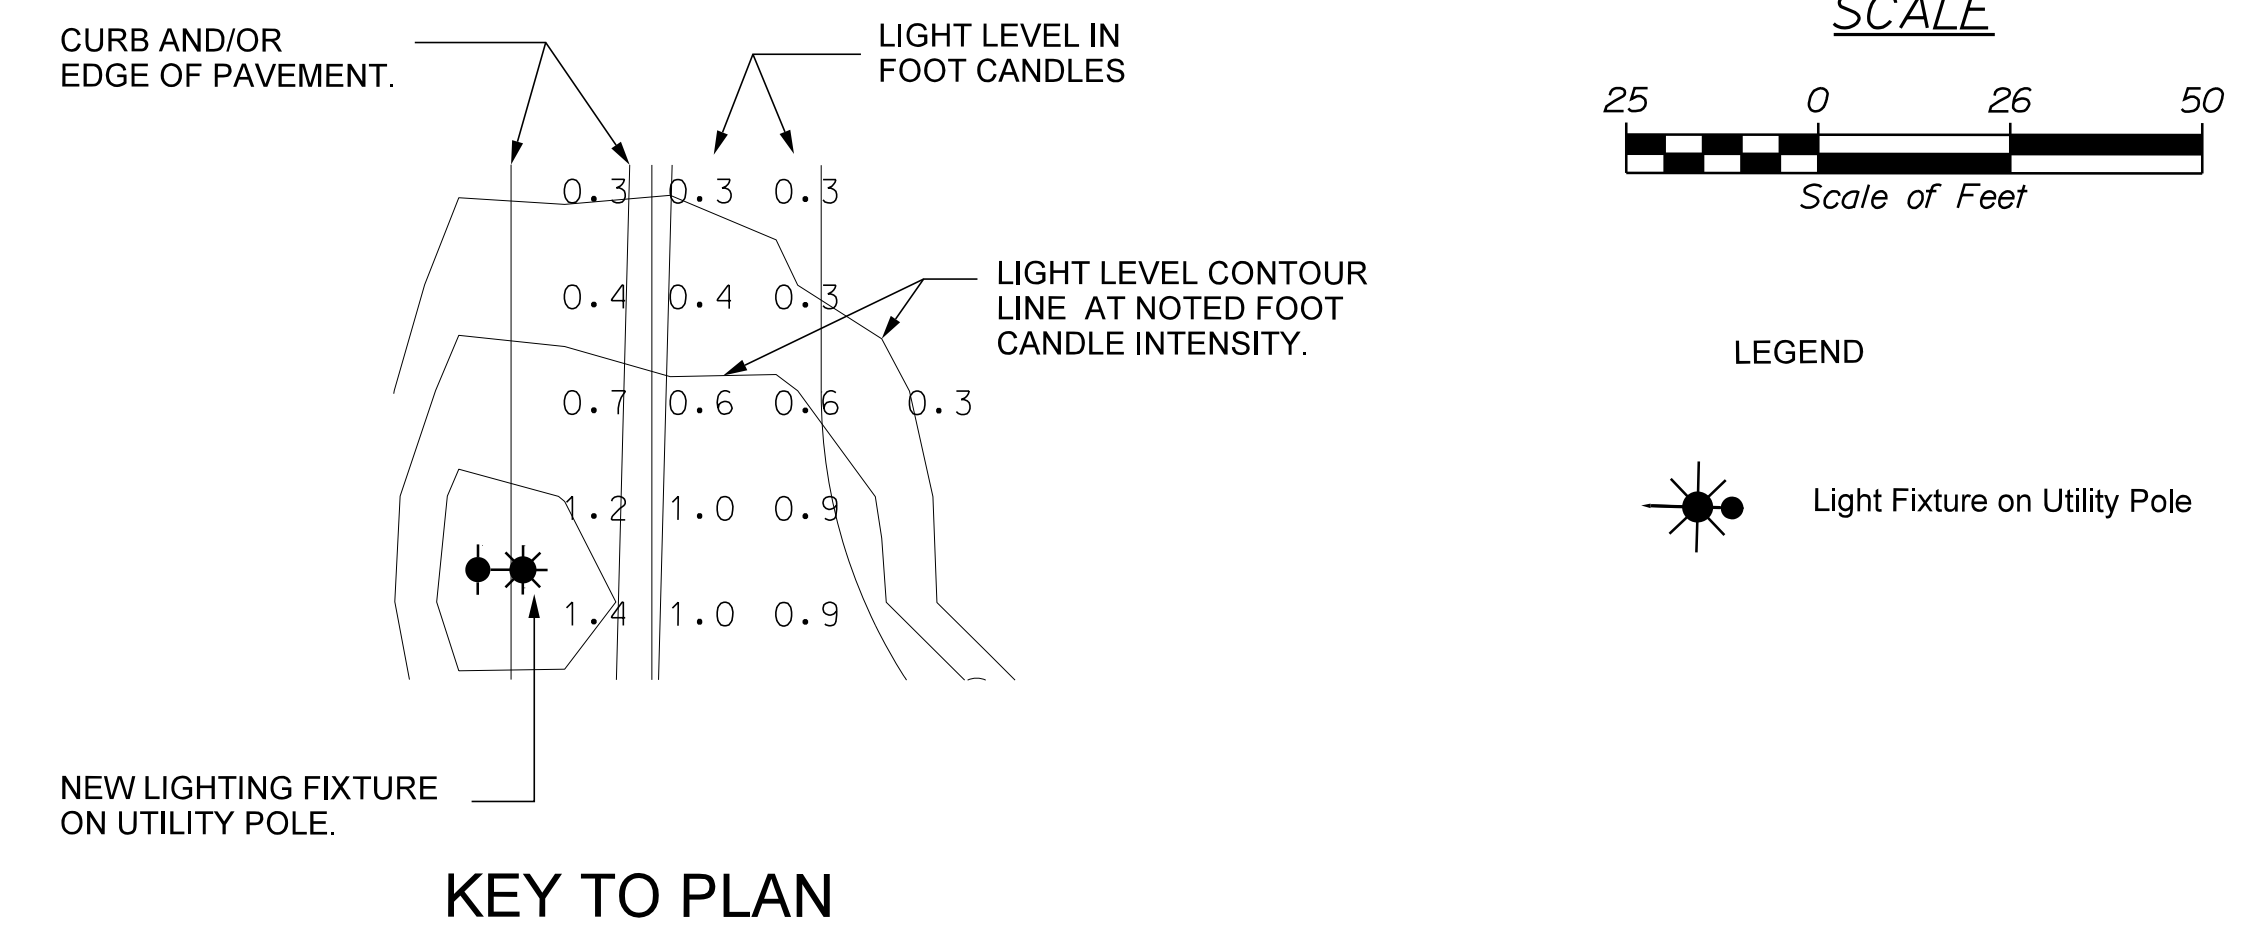 CURB AND/OR
EDGE OF PAVEMENT.
LIGHT LEVEL IN
FOOT CANDLES
0.3 0.3 0.3
0.4 0.4 0.3
LIGHT LEVEL CONTOUR
LINE AT NOTED FOOT
CANDLE INTENSITY.
0.7 0.6 0.6 0.3
1.2 1.0 0.9
1.4 1.0 0.9
NEW LIGHTING FIXTURE
ON UTILITY POLE.
KEY TO PLAN
SCALE
25 0 26 50
Scale of Feet
LEGEND
Light Fixture on Utility Pole